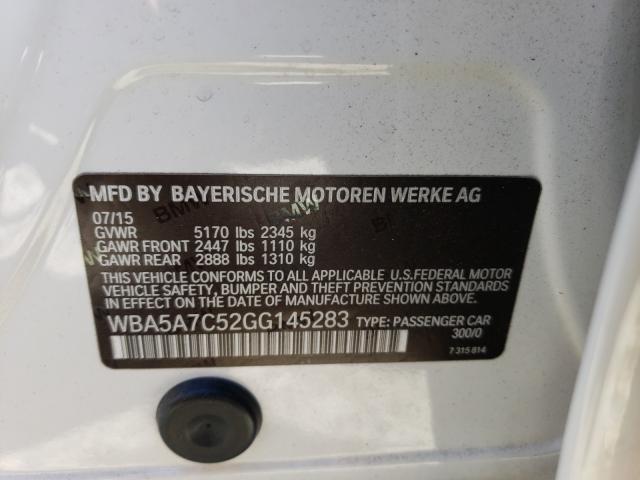 MFD BY BAYERISCHE MOTOREN WERKE AG
07/15
GVWR 5170 lbs 2345 kg
GAWR FRONT 2447 lbs 1110 kg
GAWR REAR 2888 lbs 1310 kg
THIS VEHICLE CONFORMS TO ALL APPLICABLE U.S.FEDERAL MOTOR
VEHICLE SAFETY, BUMPER AND THEFT PREVENTION STANDARDS
IN EFFECT ON THE DATE OF MANUFACTURE SHOWN ABOVE.
WBA5A7C52GG145283 TYPE: PASSENGER CAR
300/0
7 315 814
BMW
BMW